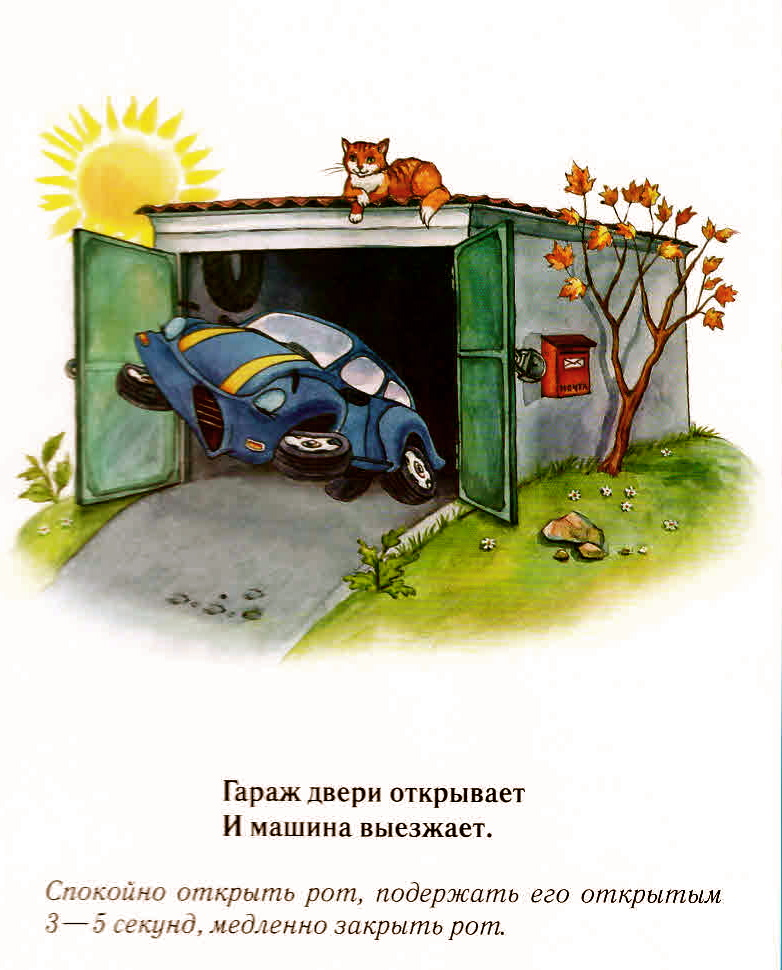 ПОЧТА
Гараж двери открывает
И машина выезжает.
Спокойно открыть рот, подержать его открытым
3—5 секунд, медленно закрыть рот.